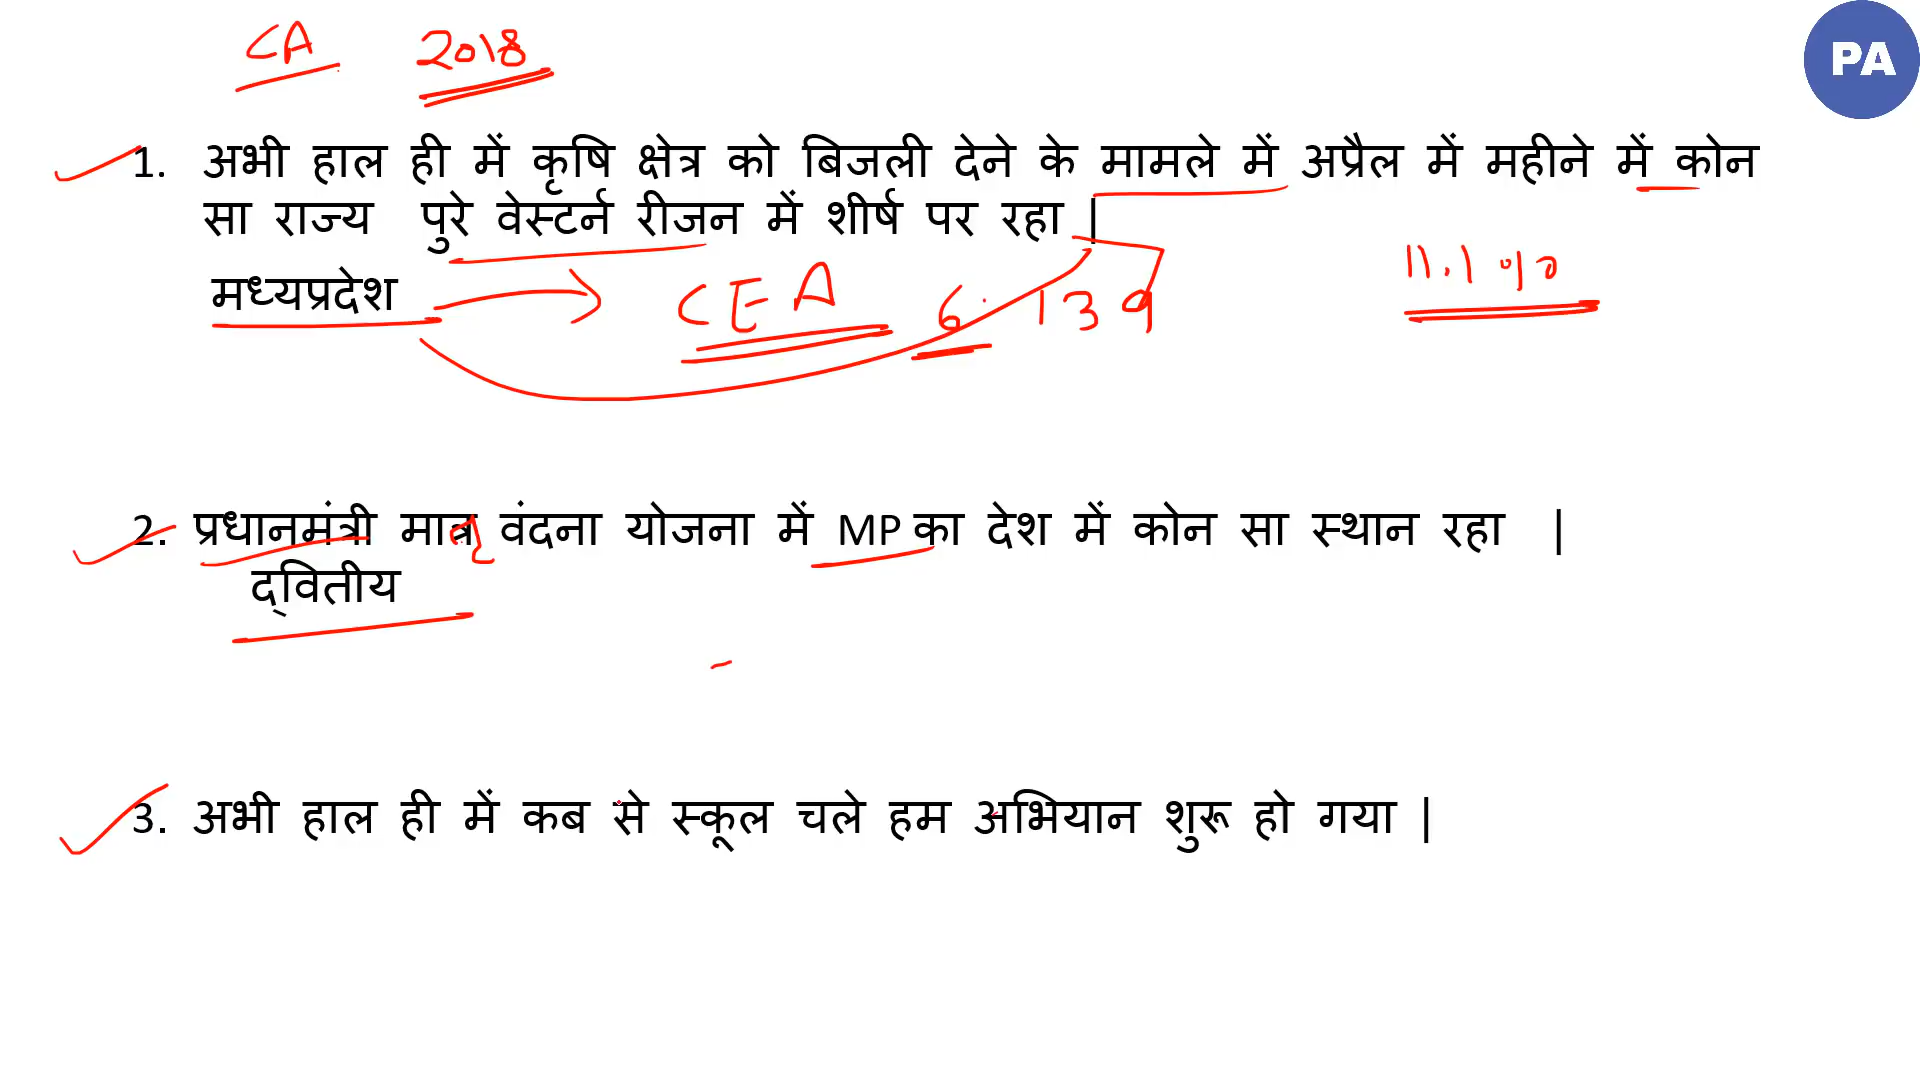 CA 2018
PA
1. अभी हाल ही में कृषि क्षेत्र को बिजली देने के मामले में अप्रैल में महीने में कोन
सा राज्य पुरे वेस्टर्न रीजन में शीर्ष पर रहा |
मध्यप्रदेश CEA 6. 139 11.1 %
2. प्रधानमंत्री मात्र वंदना योजना में MP का देश में कोन सा स्थान रहा |
द्वितीय
3. अभी हाल ही में कब से स्कूल चले हम अभियान शुरू हो गया |